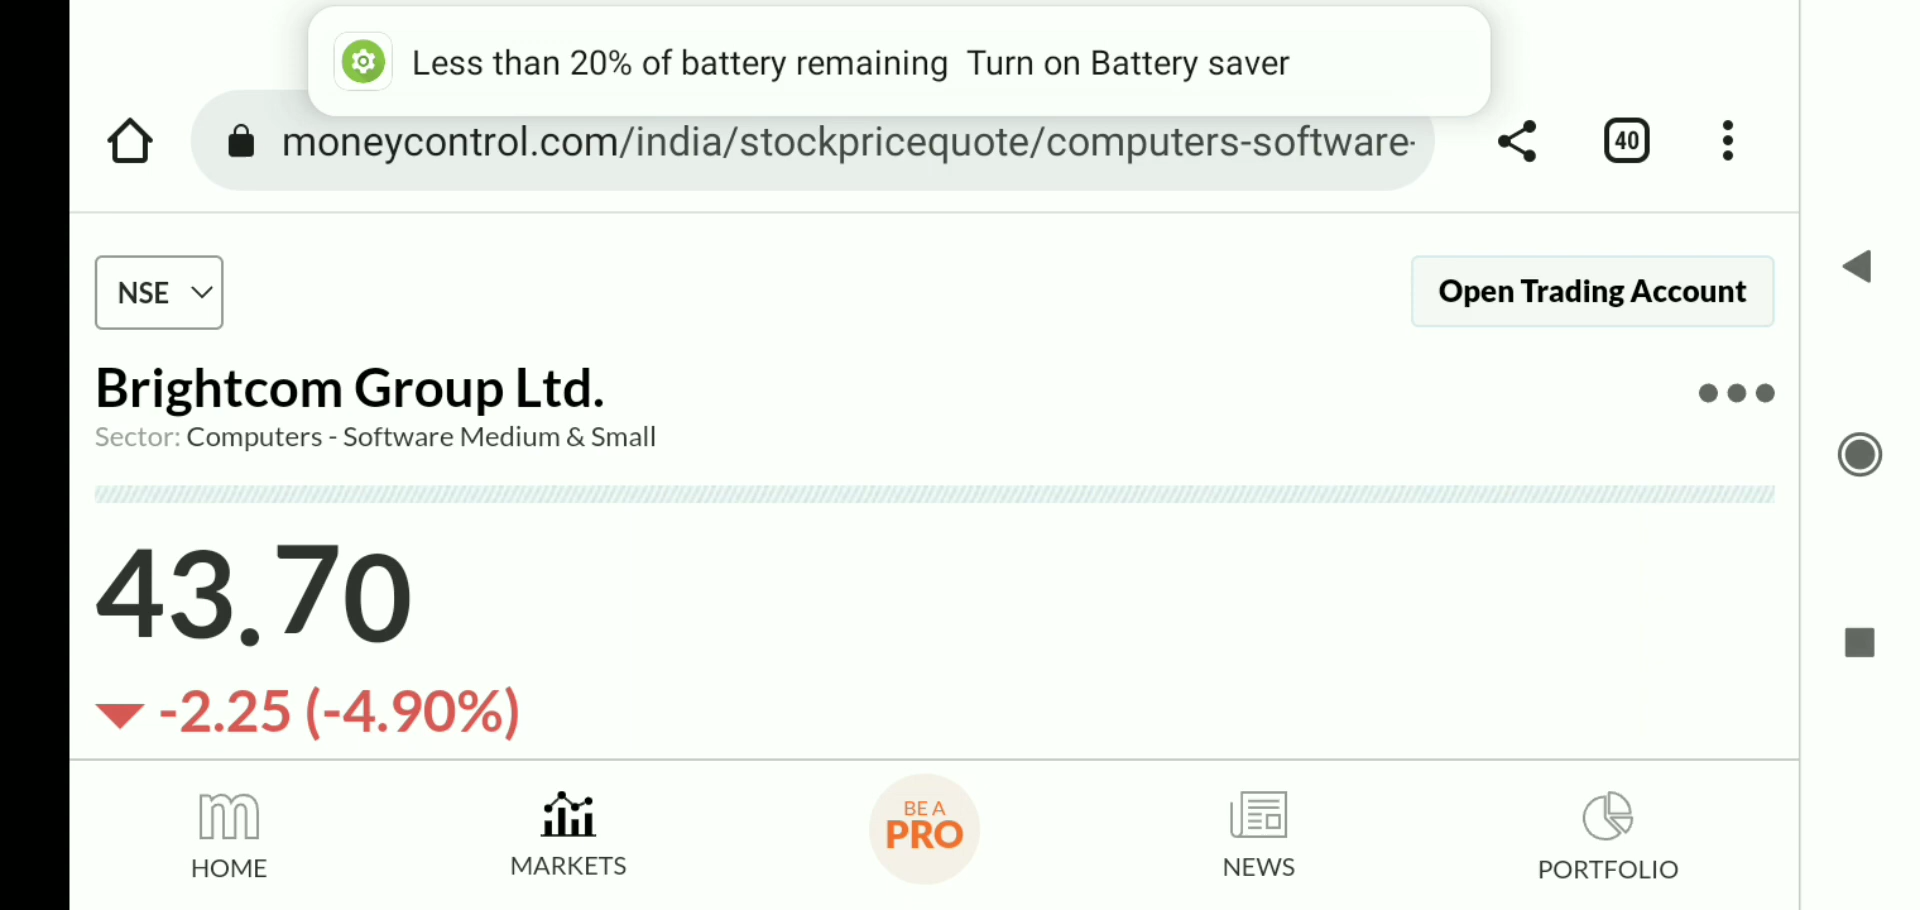 Less than 20% of battery remaining Turn on Battery saver
moneycontrol.com/india/stockpricequote/computers-software-
40
NSE
Open Trading Account
Brightcom Group Ltd.
Sector: Computers - Software Medium & Small
43.70
-2.25 (-4.90%)
m
HOME
MARKETS
BE A
PRO
NEWS
PORTFOLIO